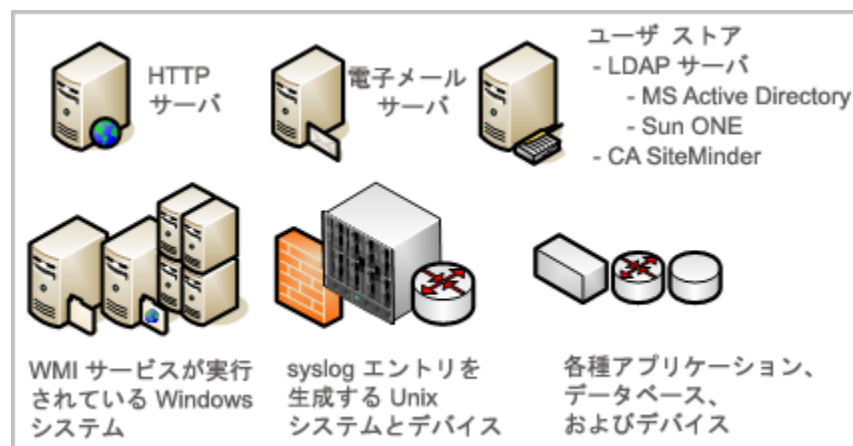 HTTP
サーバ
電子メール
サーバ
ユーザ ストア
- LDAP サーバ
- MS Active Directory
- Sun ONE
- CA SiteMinder
WMI サービスが実行
されている Windows
システム
syslog エントリを
生成する Unix
システムとデバイス
各種アプリケーション、
データベース、
およびデバイス